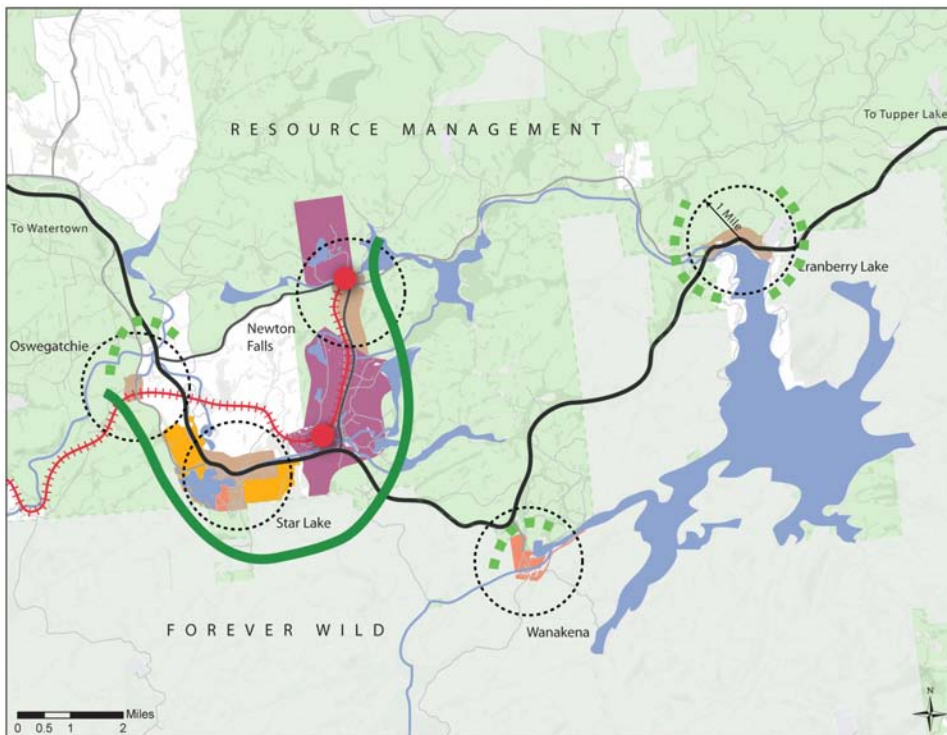 RESOURCE MANAGEMENT
To Tupper Lake
1 Mile
To Watertown
Cranberry Lake
Newton
Falls
Oswegatchie
Star Lake
Wanakena
FOREVER WILD
N
Miles
0 0.5 1 2